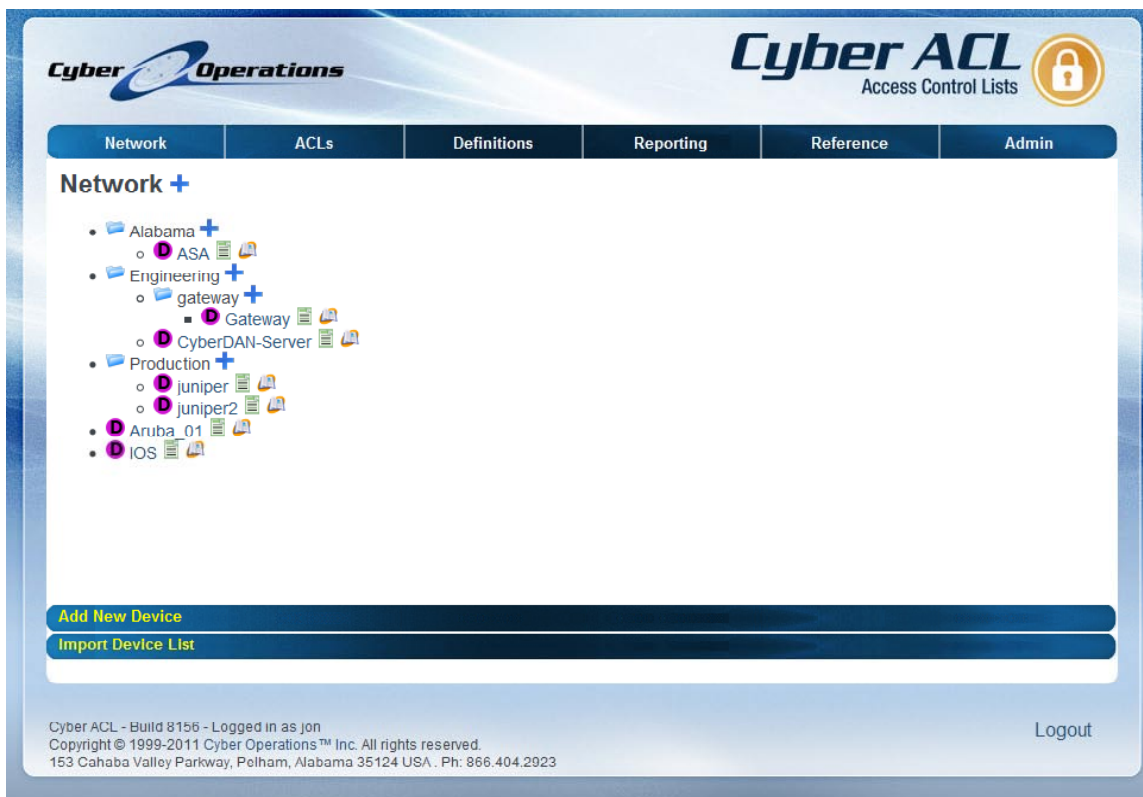 Cyber Operations
Cyber ACL
Access Control Lists
Network ACLs Definitions Reporting Reference Admin
Network
Alabama
D ASA
Engineering
gateway
D Gateway
D CyberDAN-Server
Production
D juniper
D juniper2
D Aruba_01
D IOS
Add New Device
Import Device List
Cyber ACL - Build 8156 - Logged in as jon
Logout
Copyright © 1999-2011 Cyber Operations™ Inc. All rights reserved.
153 Cahaba Valley Parkway, Pelham, Alabama 35124 USA . Ph: 866.404.2923